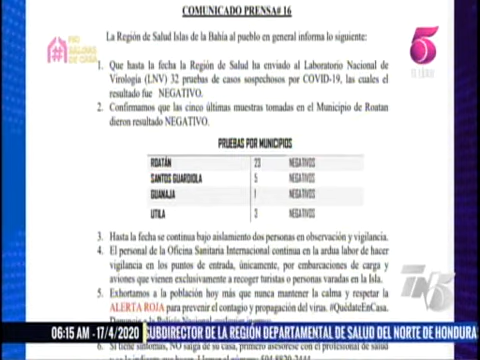 COMUNICADO PRENSA# 16
La Región de Salud Islas de la Bahía al pueblo en general informa lo siguiente:
1. Que hasta la fecha la Región de Salud ha enviado al Laboratorio Nacional de
Virología (LNV) 32 pruebas de casos sospechosos por COVID-19, las cuales el
resultado fue NEGATIVO.
2. Confirmamos que las cinco últimas muestras tomadas en el Municipio de Roatan
dieron resultado NEGATIVO.
PRUEBAS POR MUNICIPIOS
ROATÁN 23 NEGATIVOS
SANTOS GUARDIOLA 5 NEGATIVOS
GUANAJA 1 NEGATIVOS
UTILA 3 NEGATIVOS
3. Hasta la fecha se continua bajo aislamiento dos personas en observación y vigilancia.
4. El personal de la Oficina Sanitaria Internacional continua en la ardua labor de hacer
vigilancia en los puntos de entrada, únicamente, por embarcaciones de carga y
aviones que vienen exclusivamente a recoger turistas o personas varadas en la Isla.
5. Exhortamos a la población hoy más que nunca mantener la calma y respetar la
ALERTA ROJA para prevenir el contagio y propagación del virus. #QuédateEnCasa.
6. Si tiene síntomas, NO salga de su casa, primero asesórese con el profesional de salud
#
NO
SALGAS
DE CASA
5
TN5
06:15 AM - 17/4/2020
SUBDIRECTOR DE LA REGIÓN DEPARTAMENTAL DE SALUD DEL NORTE DE HONDURA